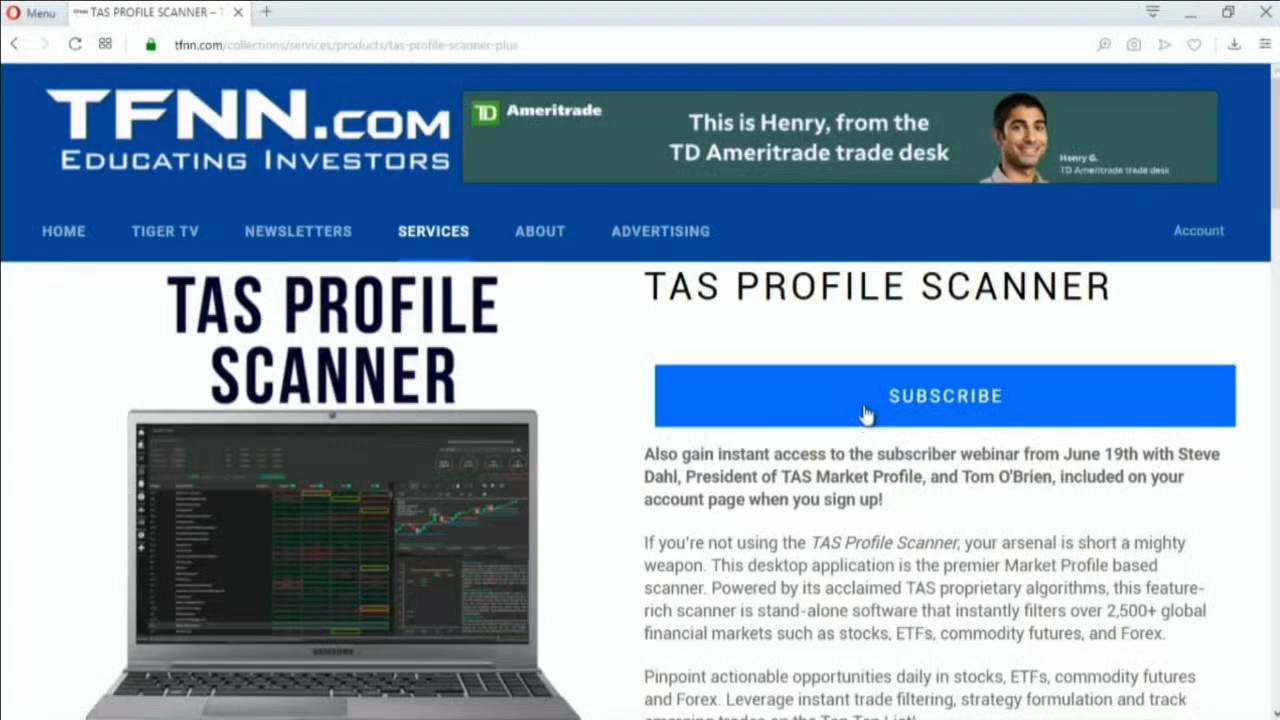 Menu
TAS PROFILE SCANNER –
tfnn.com/collections/services/products/tas-profile-scanner-plus
TFNN.COM
EDUCATING INVESTORS
TD Ameritrade
This is Henry, from the
TD Ameritrade trade desk
Henry G.
TD Ameritrade trade desk
HOME
TIGER TV
NEWSLETTERS
SERVICES
ABOUT
ADVERTISING
Account
TAS PROFILE
SCANNER
SAMSUNG
TAS PROFILE SCANNER
SUBSCRIBE
Also gain instant access to the subscriber webinar from June 19th with Steve
Dahl, President of TAS Market Profile, and Tom O'Brien, included on your
account page when you sign up!
If you're not using the TAS Profile Scanner, your arsenal is short a mighty
weapon. This desktop application is the premier Market Profile based
scanner. Powered by its acclaimed TAS proprietary algorithms, this feature-
rich scanner is stand-alone software that instantly filters over 2,500+ global
financial markets such as stocks, ETFs, commodity futures, and Forex.
Pinpoint actionable opportunities daily in stocks, ETFs, commodity futures
and Forex. Leverage instant trade filtering, strategy formulation and track
emerging trades on the Top Ten List!